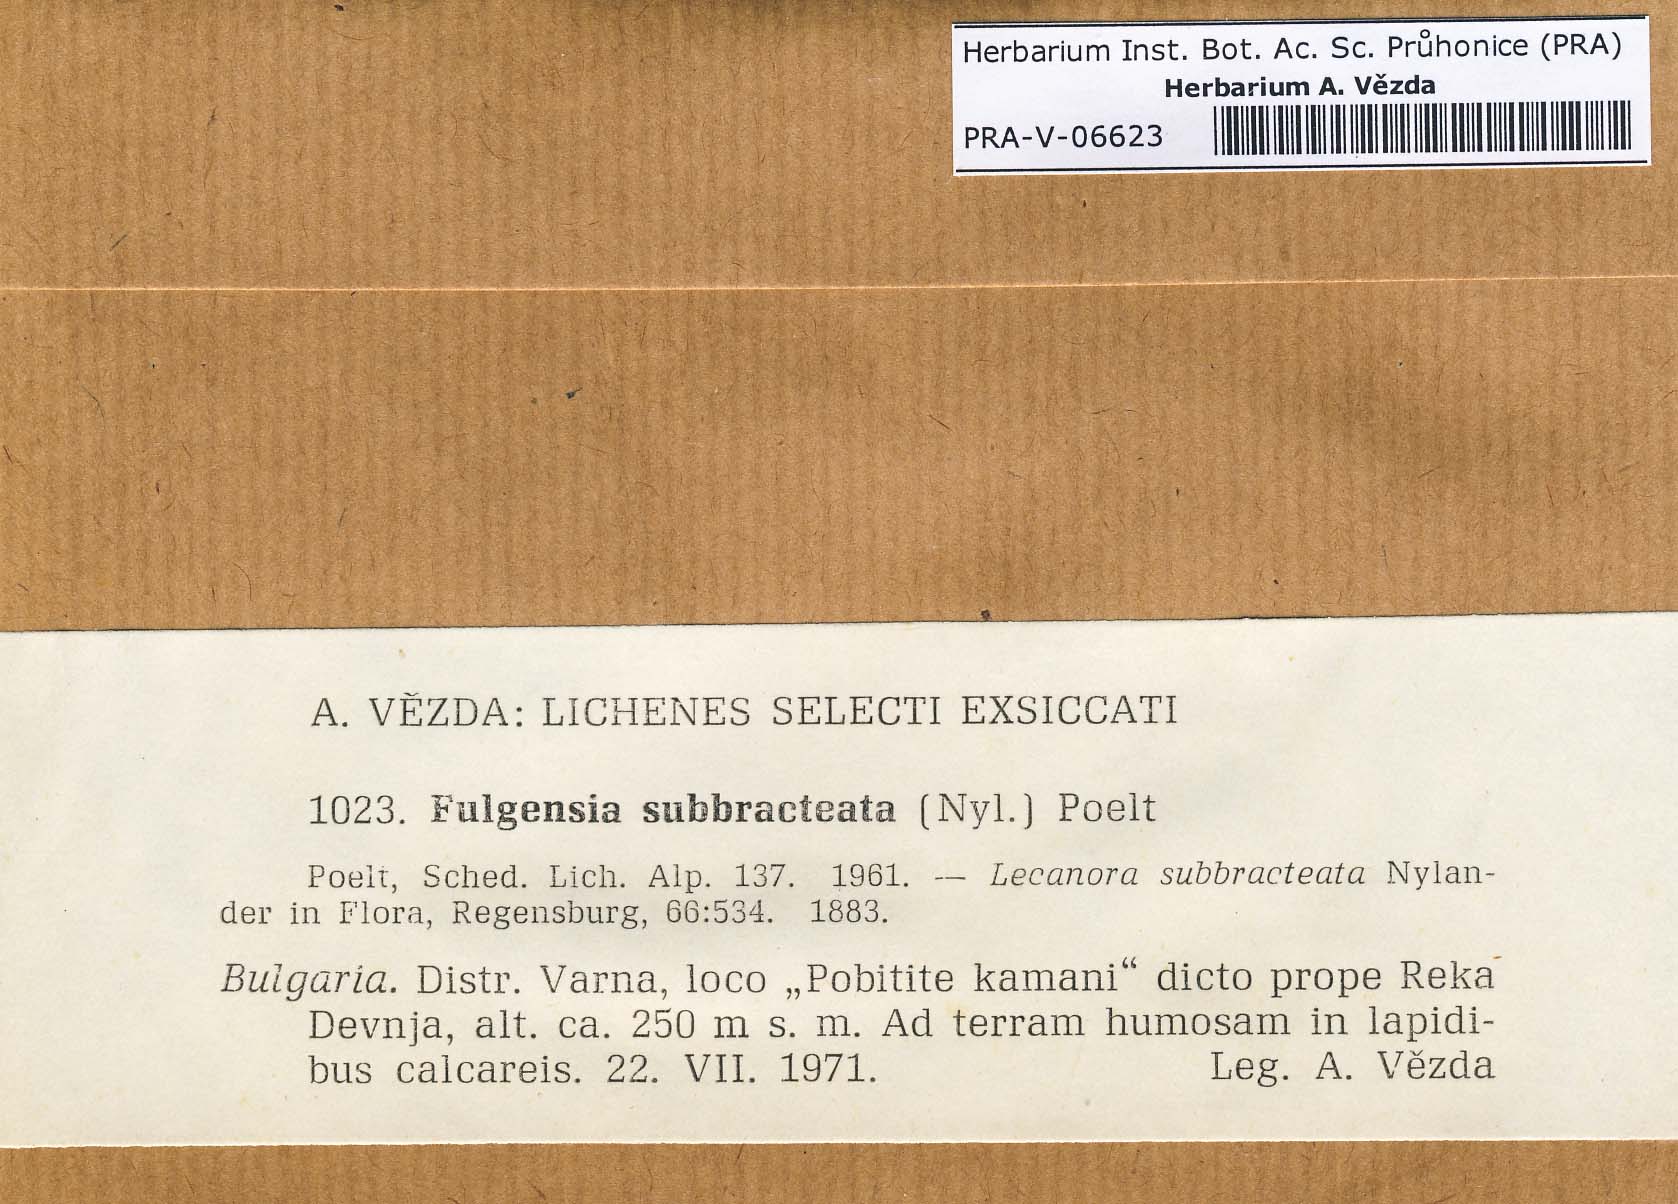 Herbarium Inst. Bot. Ac. Sc. Průhonice (PRA)
Herbarium A. Vězda
PRA-V-06623
A. VĚZDA: LICHENES SELECTI EXSICCATI
1023. Fulgensia subbracteata (Nyl.) Poelt
Poelt, Sched. Lich. Alp. 137. 1961. — Lecanora subbracteata Nylan-
der in Flora, Regensburg, 66:534. 1883.
Bulgaria. Distr. Varna, loco „Pobitite kamani“ dicto prope Reka
Devnja, alt. ca. 250 m s. m. Ad terram humosam in lapidi-
bus calcareis. 22. VII. 1971. Leg. A. Vězda